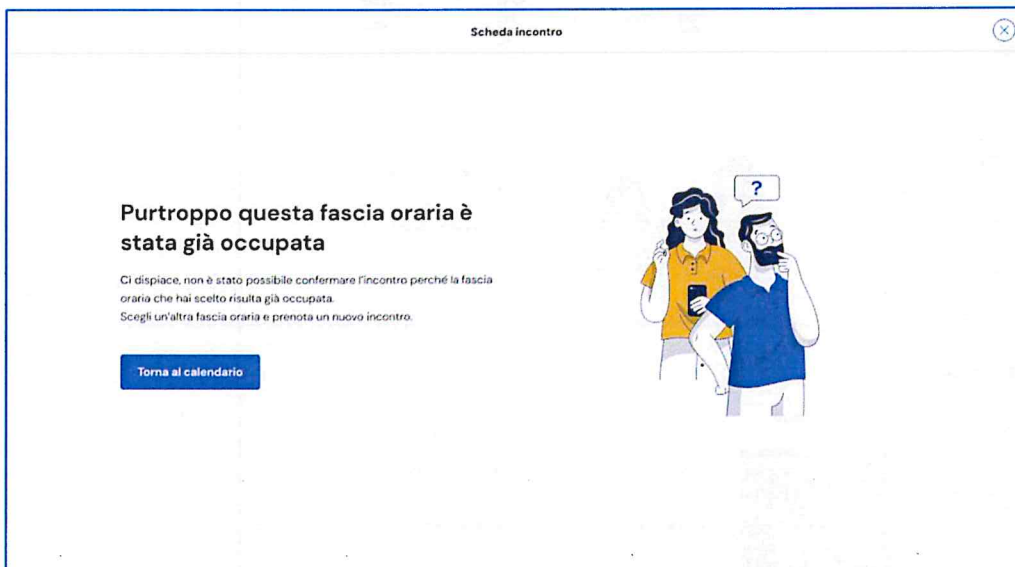 Scheda incontro
?
Purtroppo questa fascia oraria è
stata già occupata
Ci dispiace, non è stato possibile confermare l'incontro perché la fascia
oraria che hai scelto risulta già occupata.
Scegli un'altra fascia oraria e prenota un nuovo incontro.
Torna al calendario